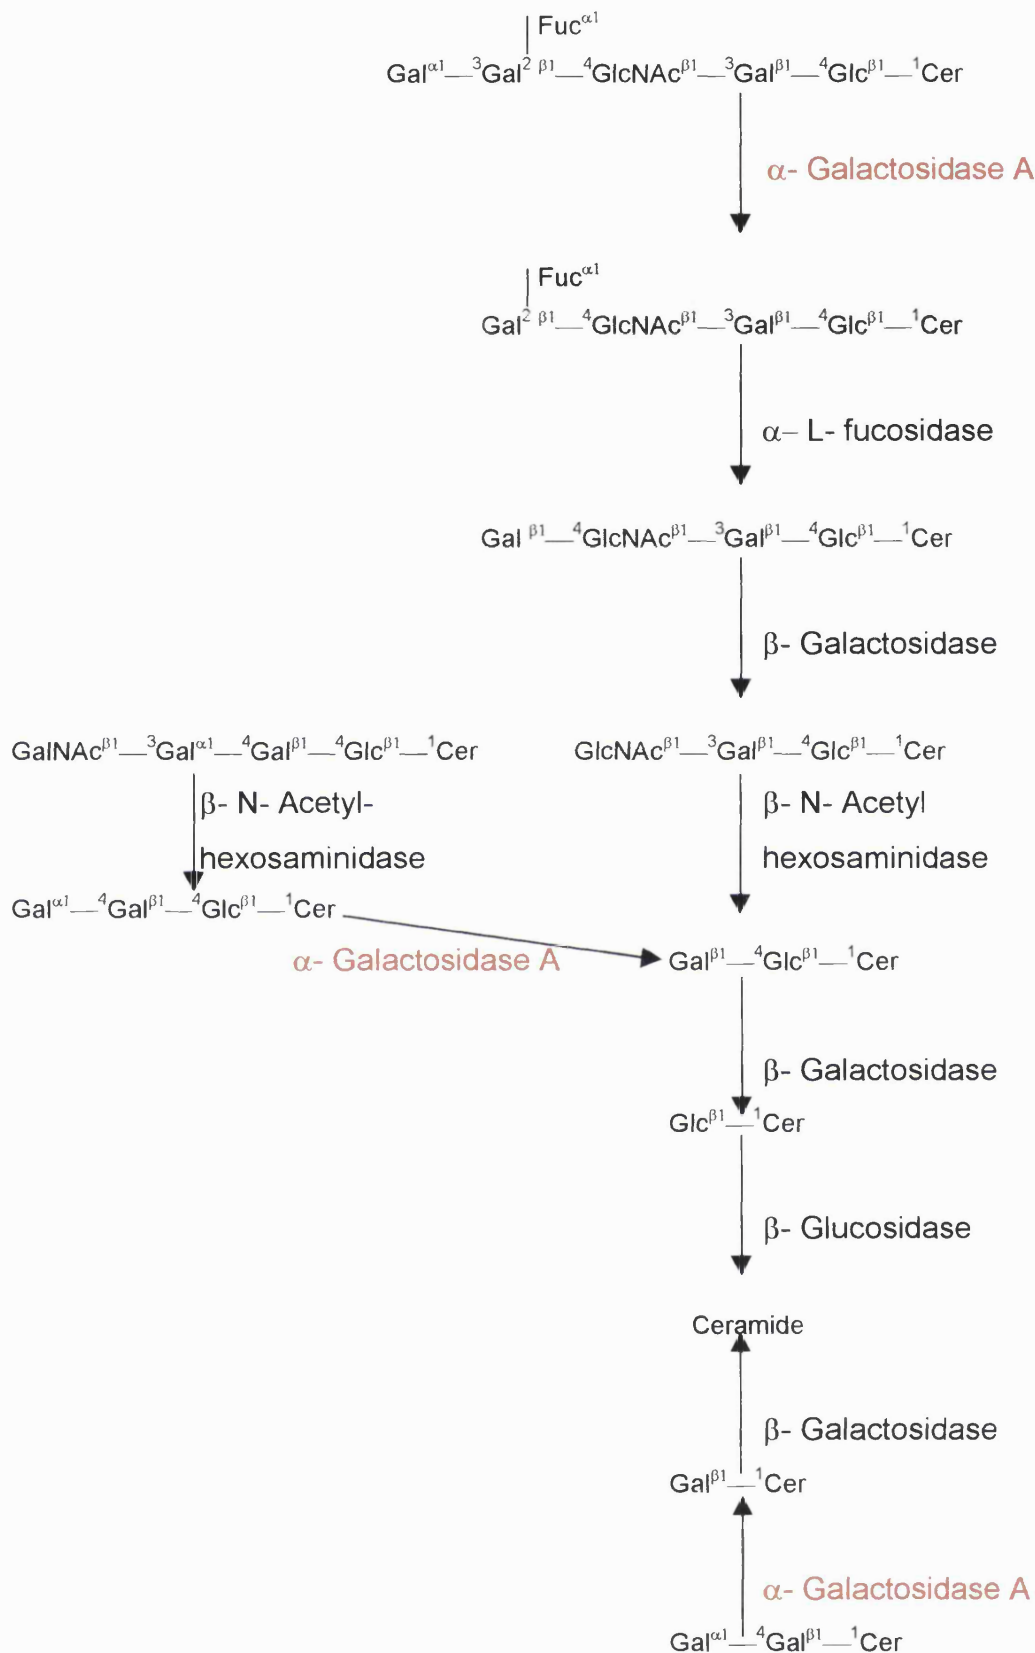 Fucα1
Galα1—3Gal2 β1—4GlcNAcβ1—3Galβ1—4Glcβ1—1Cer
α- Galactosidase A
Fucα1
Gal2 β1—4GlcNAcβ1—3Galβ1—4Glcβ1—1Cer
α– L- fucosidase
Gal β1—4GlcNAcβ1—3Galβ1—4Glcβ1—1Cer
β- Galactosidase
GalNAcβ1—3Galα1—4Galβ1—4Glcβ1—1Cer
GlcNAcβ1—3Galβ1—4Glcβ1—1Cer
β- N- Acetyl-
hexosaminidase
β- N- Acetyl
hexosaminidase
Galα1—4Galβ1—4Glcβ1—1Cer
α- Galactosidase A
Galβ1—4Glcβ1—1Cer
β- Galactosidase
Glcβ1—1Cer
β- Glucosidase
Ceramide
β- Galactosidase
Galβ1—1Cer
α- Galactosidase A
Galα1—4Galβ1—1Cer